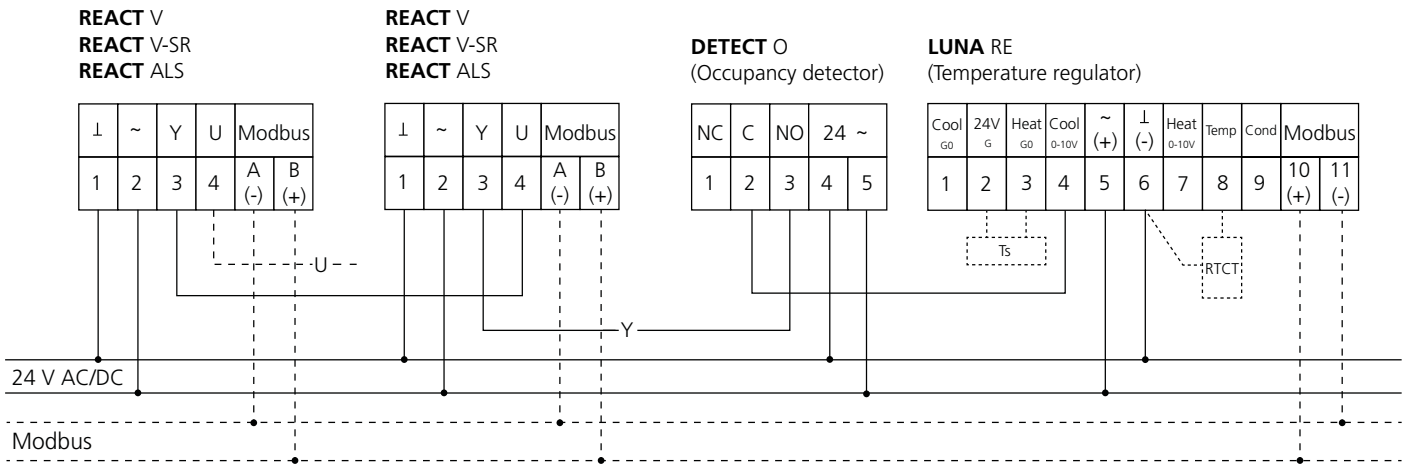 REACT V
REACT V-SR
REACT ALS
REACT V
REACT V-SR
REACT ALS
DETECT O
(Occupancy detector)
LUNA RE
(Temperature regulator)
⊥ ~ Y U Modbus
1 2 3 4 A (-) B (+)
⊥ ~ Y U Modbus
1 2 3 4 A (-) B (+)
NC C NO 24 ~
1 2 3 4 5
Cool G0 24V G Heat G0 Cool 0-10V ~ (+) ⊥ (-) Heat 0-10V Temp Cond Modbus
1 2 3 4 5 6 7 8 9 10 (+) 11 (-)
Ts
U
RTCT
Y
24 V AC/DC
Modbus